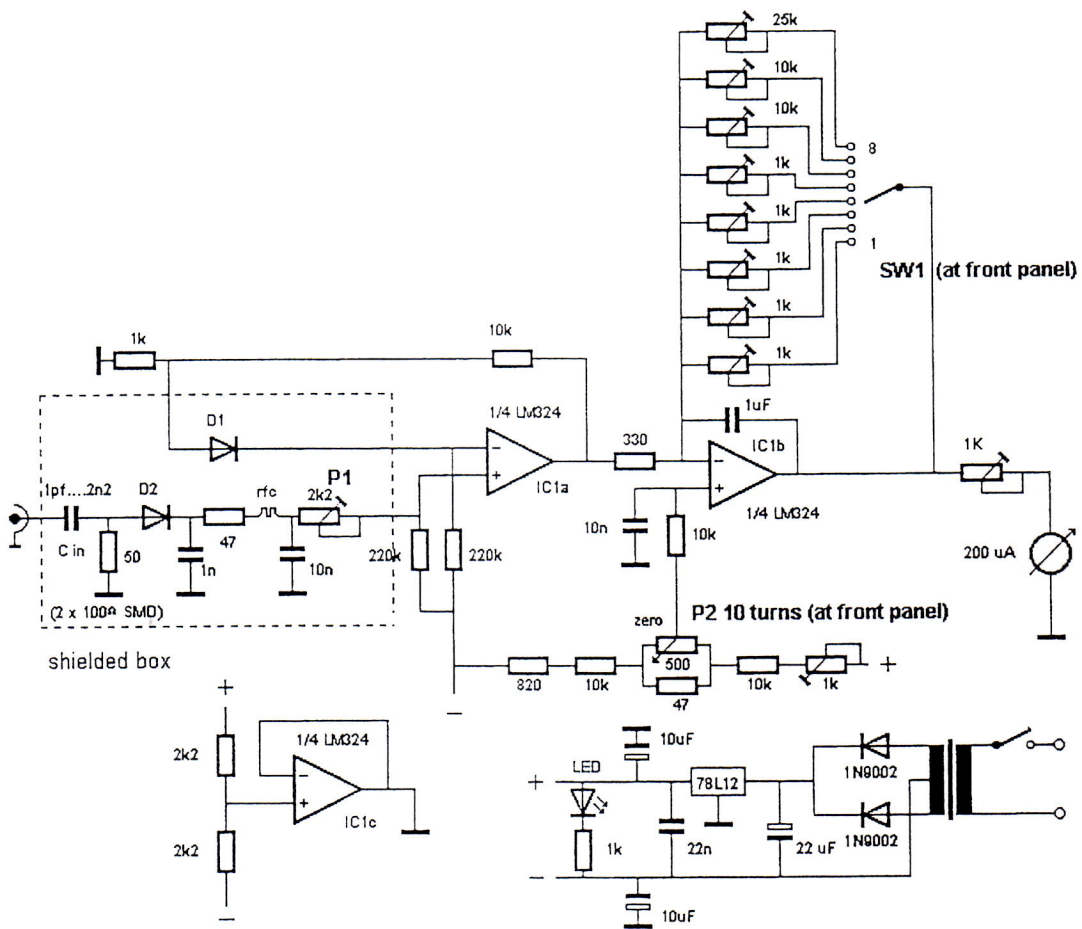 25k
10k
10k
1k
1k
1k
1k
1k
8
1
SW1 (at front panel)
1k
10k
1uF
D1
1/4 LM324
330
IC1b
1K
P1
IC1a
1/4 LM324
1pf....2n2
D2
rfc
2k2
C in
50
1n
47
10n
220k
220k
10n
10k
200 uA
(2 x 100Ω SMD)
shielded box
P2 10 turns (at front panel)
zero
500
820
10k
47
10k
1k
+
−
+
2k2
1/4 LM324
−
+
IC1c
2k2
−
10uF
LED
+
78L12
1N9002
1N9002
1k
22n
22 uF
−
10uF